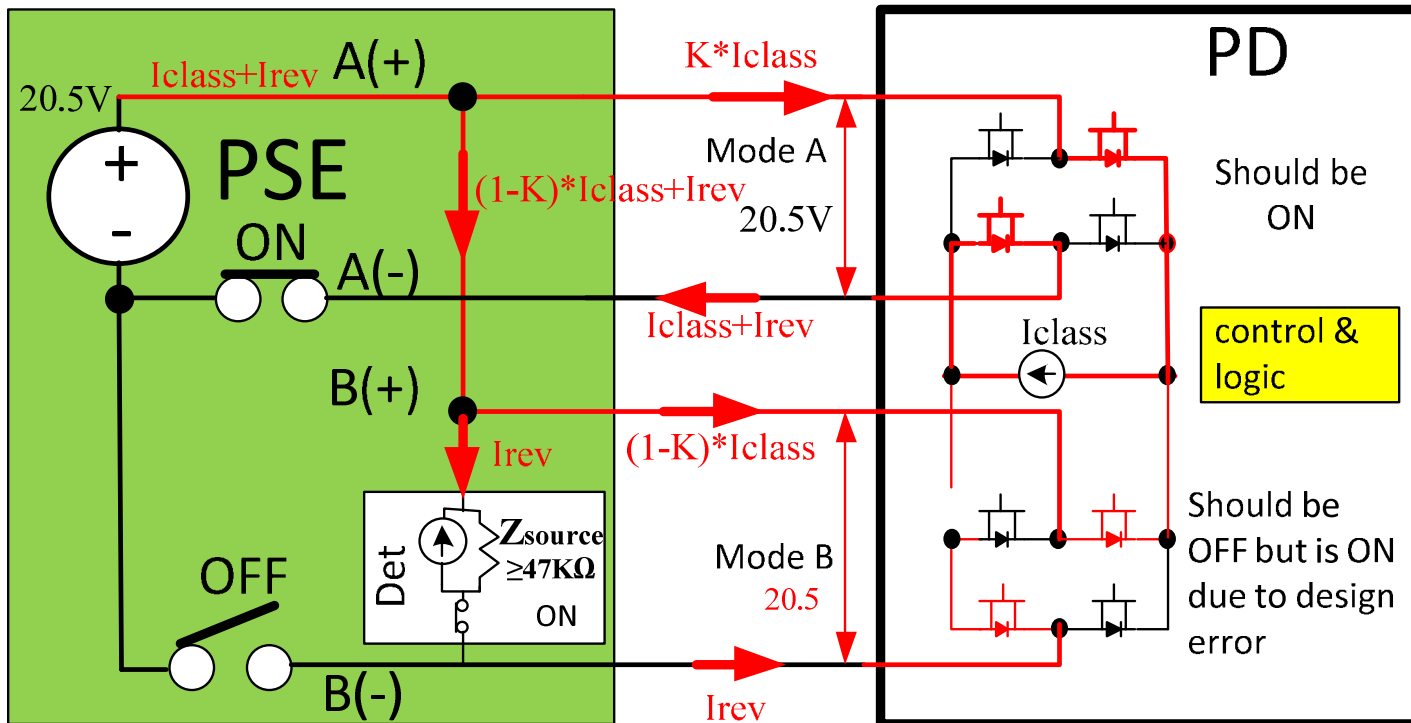 PD
K*Iclass
Iclass+Irev
A(+)
20.5V
+
-
PSE
Mode A
(1-K)*Iclass+Irev
20.5V
Should be
ON
ON
A(-)
Iclass+Irev
Iclass
control &
logic
B(+)
(1-K)*Iclass
Irev
Zsource
≥47KΩ
Det
ON
Mode B
20.5
Should be
OFF but is ON
due to design
error
OFF
B(-)
Irev